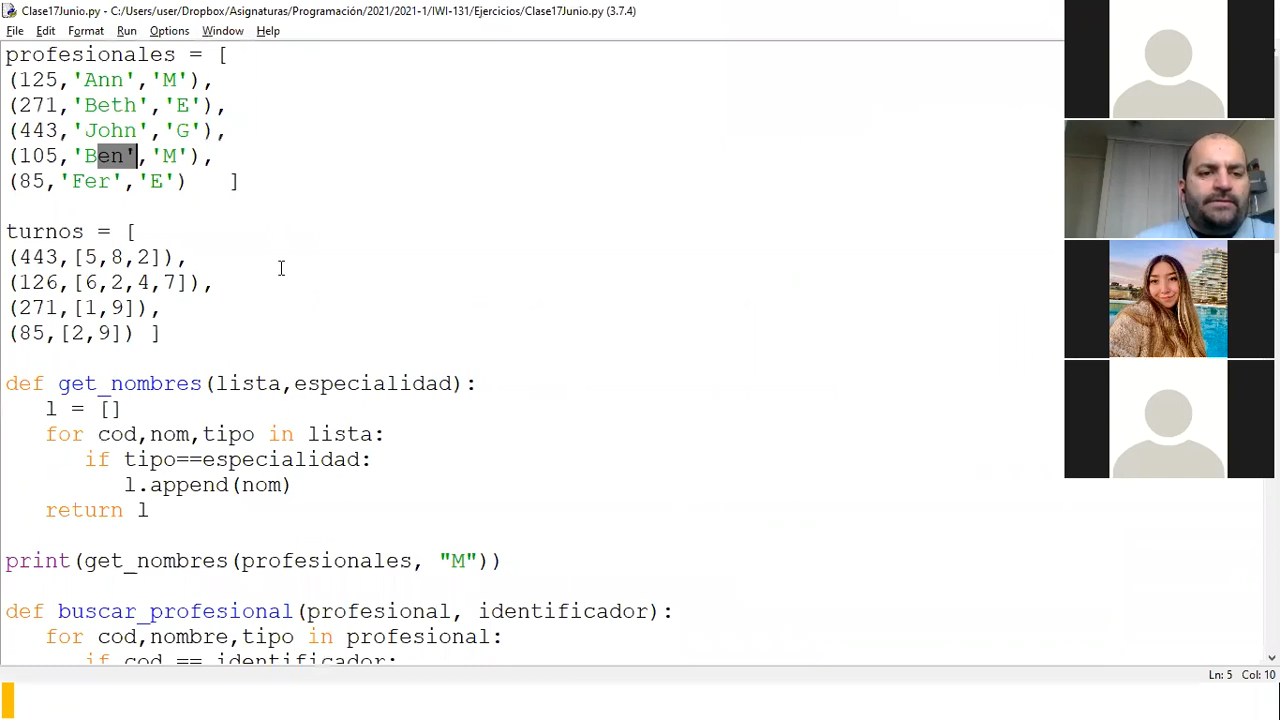 Clase17Junio.py - C:/Users/user/Dropbox/Asignaturas/Programación/2021/2021-1/IWI-131/Ejercicios/Clase17Junio.py (3.7.4)
File Edit Format Run Options Window Help
profesionales = [
(125,'Ann','M'),
(271,'Beth','E'),
(443,'John','G'),
(105,'Ben','M'),
(85,'Fer','E')   ]
turnos = [
(443,[5,8,2]),
(126,[6,2,4,7]),
(271,[1,9]),
(85,[2,9]) ]
def get_nombres(lista,especialidad):
l = []
for cod,nom,tipo in lista:
if tipo==especialidad:
l.append(nom)
return l
print(get_nombres(profesionales, "M"))
def buscar_profesional(profesional, identificador):
for cod,nombre,tipo in profesional:
if cod == identificador:
Ln: 5 Col: 10